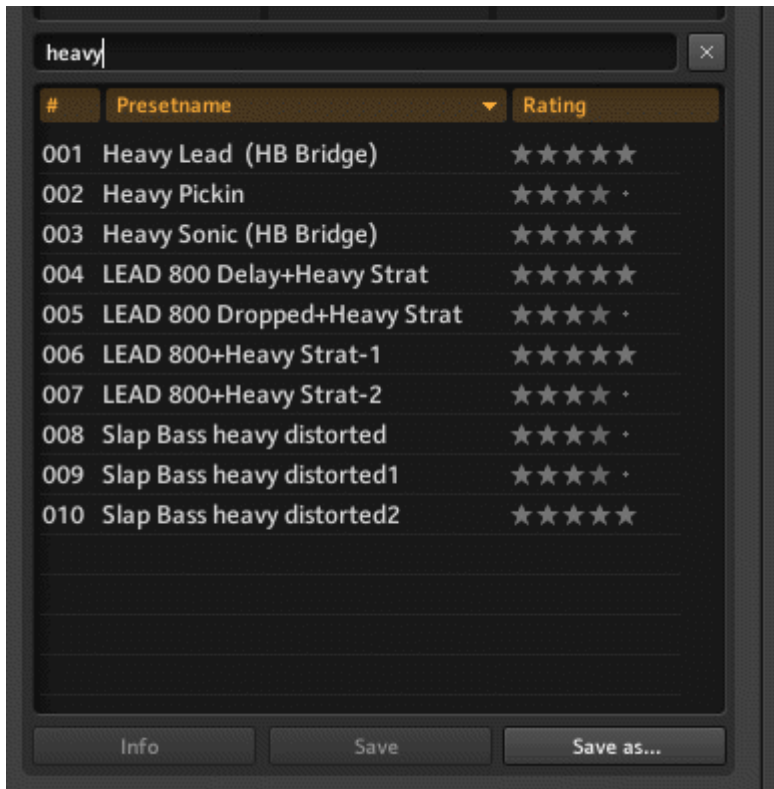 heavy
# Presetname Rating
001 Heavy Lead (HB Bridge)
002 Heavy Pickin
003 Heavy Sonic (HB Bridge)
004 LEAD 800 Delay+Heavy Strat
005 LEAD 800 Dropped+Heavy Strat
006 LEAD 800+Heavy Strat-1
007 LEAD 800+Heavy Strat-2
008 Slap Bass heavy distorted
009 Slap Bass heavy distorted1
010 Slap Bass heavy distorted2
Info Save Save as...